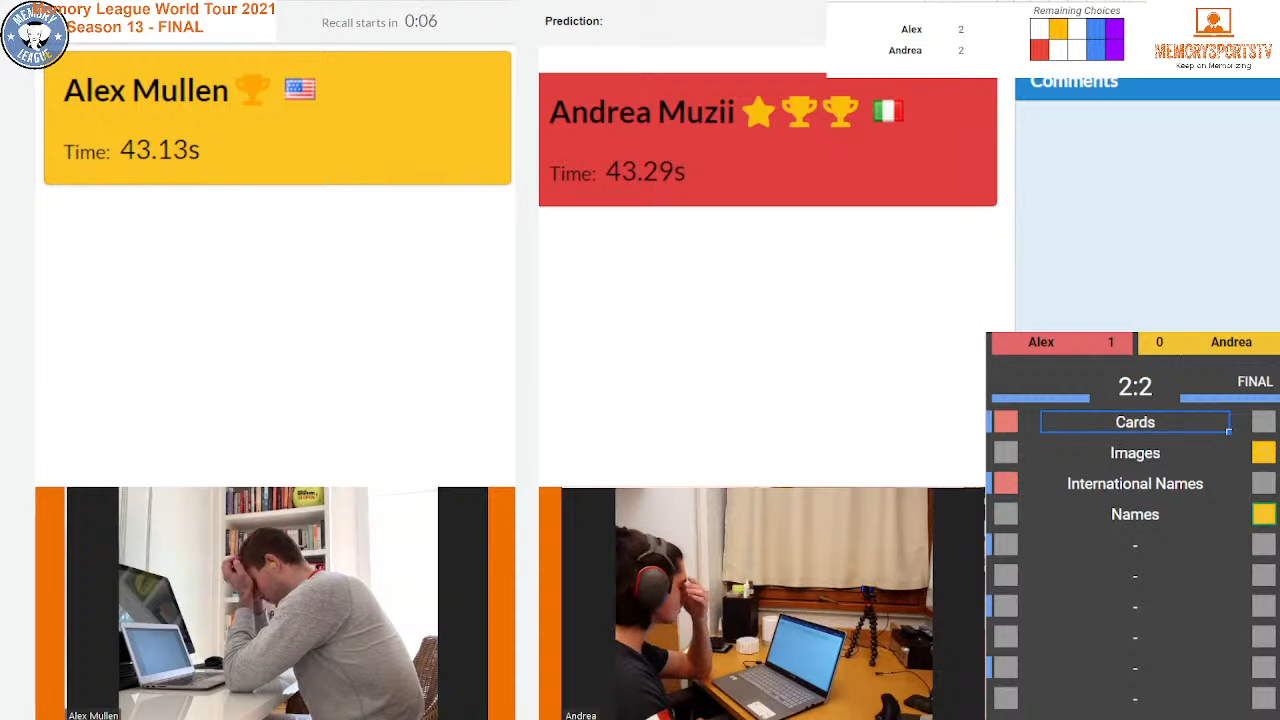 Memory League World Tour 2021
Season 13 - FINAL
MEMORY
LEAGUE
Recall starts in 0:06
Prediction:
Alex 2
Andrea 2
Remaining Choices
MEMORYSPORTSTV
Keep on Memorizing
Comments
Alex Mullen
Time: 43.13s
Andrea Muzii
Time: 43.29s
Alex 1 0 Andrea
2:2 FINAL
Cards
Images
International Names
Names
-
-
-
-
-
-
Alex Mullen
Andrea